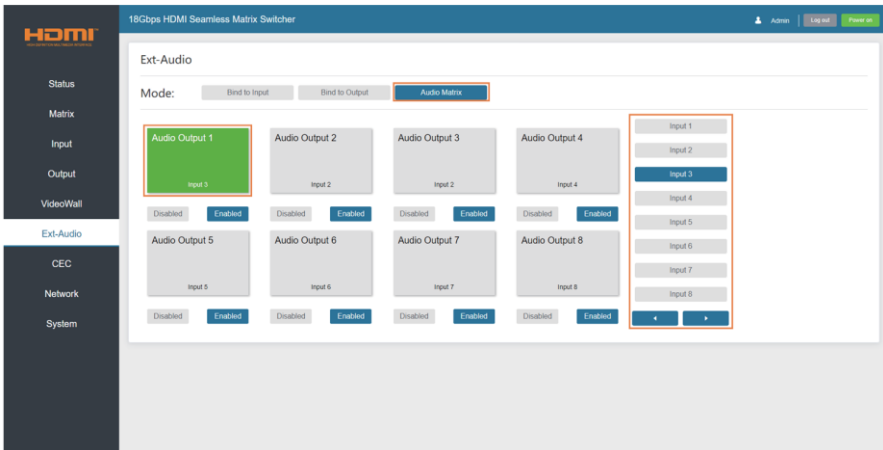 18Gbps HDMI Seamless Matrix Switcher
Admin
Log out
Power on
HDMI
HIGH DEFINITION MULTIMEDIA INTERFACE
Status
Matrix
Input
Output
VideoWall
Ext-Audio
CEC
Network
System
Ext-Audio
Mode:
Bind to Input
Bind to Output
Audio Matrix
Audio Output 1
Input 3
Audio Output 2
Input 2
Audio Output 3
Input 2
Audio Output 4
Input 4
Disabled
Enabled
Disabled
Enabled
Disabled
Enabled
Disabled
Enabled
Audio Output 5
Input 5
Audio Output 6
Input 6
Audio Output 7
Input 7
Audio Output 8
Input 8
Disabled
Enabled
Disabled
Enabled
Disabled
Enabled
Disabled
Enabled
Input 1
Input 2
Input 3
Input 4
Input 5
Input 6
Input 7
Input 8